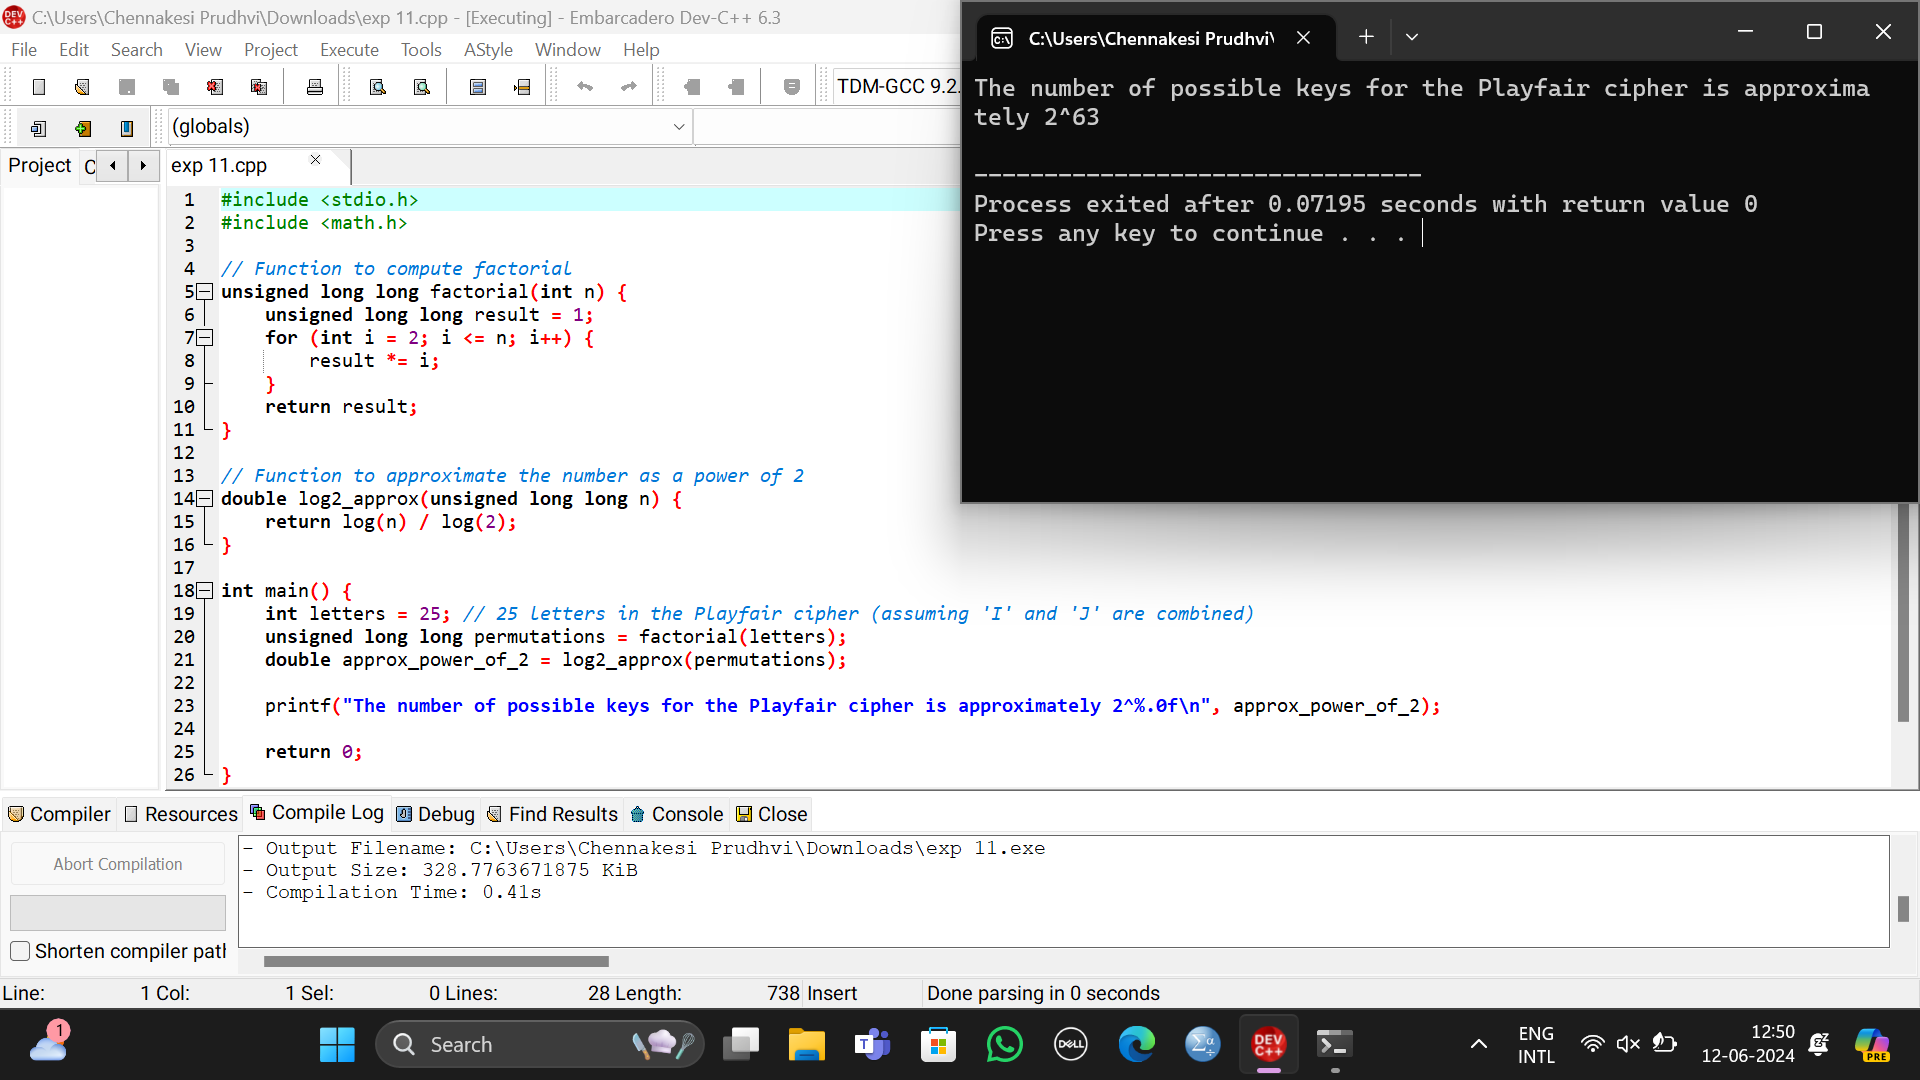 C:\Users\Chennakesi Prudhvi\Downloads\exp 11.cpp - [Executing] - Embarcadero Dev-C++ 6.3
File Edit Search View Project Execute Tools AStyle Window Help
TDM-GCC 9.2.
(globals)
Project C
exp 11.cpp
1 #include <stdio.h>
2 #include <math.h>
3
4 // Function to compute factorial
5 unsigned long long factorial(int n) {
6 unsigned long long result = 1;
7 for (int i = 2; i <= n; i++) {
8 result *= i;
9 }
10 return result;
11 }
12
13 // Function to approximate the number as a power of 2
14 double log2_approx(unsigned long long n) {
15 return log(n) / log(2);
16 }
17
18 int main() {
19 int letters = 25; // 25 letters in the Playfair cipher (assuming 'I' and 'J' are combined)
20 unsigned long long permutations = factorial(letters);
21 double approx_power_of_2 = log2_approx(permutations);
22
23 printf("The number of possible keys for the Playfair cipher is approximately 2^%.0f\n", approx_power_of_2);
24
25 return 0;
26 }
C:\Users\Chennakesi Prudhvi\
The number of possible keys for the Playfair cipher is approxima
tely 2^63
--------------------------------
Process exited after 0.07195 seconds with return value 0
Press any key to continue . . .
Compiler Resources Compile Log Debug Find Results Console Close
Abort Compilation
Shorten compiler path
- Output Filename: C:\Users\Chennakesi Prudhvi\Downloads\exp 11.exe
- Output Size: 328.7763671875 KiB
- Compilation Time: 0.41s
Line: 1 Col: 1 Sel: 0 Lines: 28 Length: 738 Insert Done parsing in 0 seconds
1
Search
T
DELL
DEV C++
ENG
INTL
12:50
12-06-2024
PRE